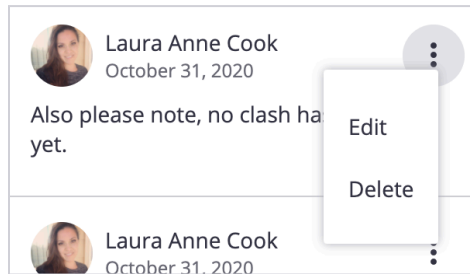 Laura Anne Cook
October 31, 2020
Also please note, no clash ha
yet.
Edit
Delete
Laura Anne Cook
October 31, 2020